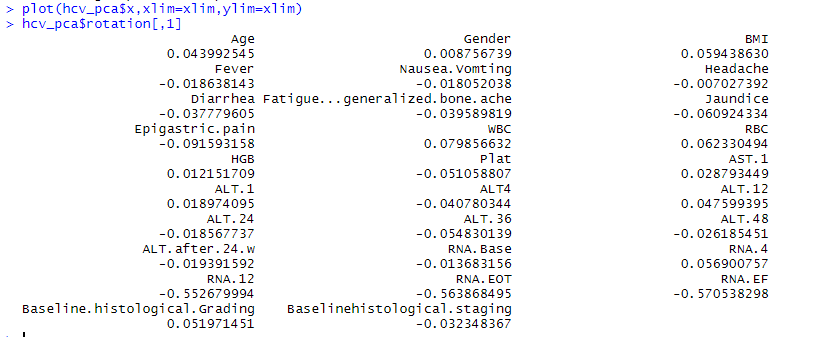 > plot(hcv_pca$x,xlim=xlim,ylim=xlim)
> hcv_pca$rotation[,1]
Age Gender BMI
0.043992545 0.008756739 0.059438630
Fever Nausea.Vomting Headache
-0.018638143 -0.018052038 -0.007027392
Diarrhea Fatigue...generalized.bone.ache Jaundice
-0.037779605 -0.039589819 -0.060924334
Epigastric.pain WBC RBC
-0.091593158 0.079856632 0.062330494
HGB Plat AST.1
0.012151709 -0.051058807 0.028793449
ALT.1 ALT4 ALT.12
0.018974095 -0.040780344 0.047599395
ALT.24 ALT.36 ALT.48
-0.018567737 -0.054830139 -0.026185451
ALT.after.24.w RNA.Base RNA.4
-0.019391592 -0.013683156 0.056900757
RNA.12 RNA.EOT RNA.EF
-0.552679994 -0.563868495 -0.570538298
Baseline.histological.Grading Baselinehistological.staging
0.051971451 -0.032348367